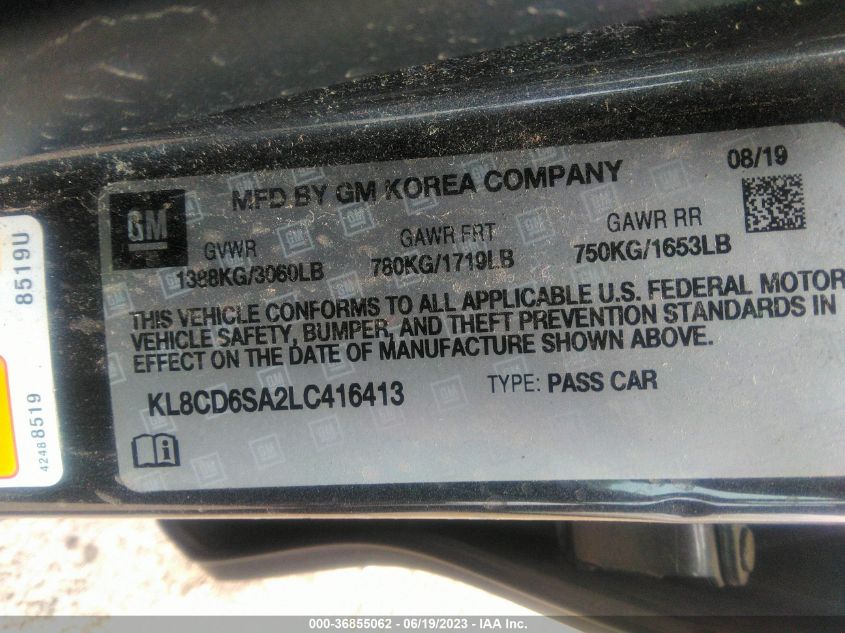 08/19
MFD BY GM KOREA COMPANY
GM
GVWR
1388KG/3060LB
GAWR FRT
780KG/1719LB
GAWR RR
750KG/1653LB
THIS VEHICLE CONFORMS TO ALL APPLICABLE U.S. FEDERAL MOTOR
VEHICLE SAFETY, BUMPER, AND THEFT PREVENTION STANDARDS IN
EFFECT ON THE DATE OF MANUFACTURE SHOWN ABOVE.
KL8CD6SA2LC416413
TYPE: PASS CAR
8519U
42488519
000-36855062 - 06/19/2023 - IAA Inc.